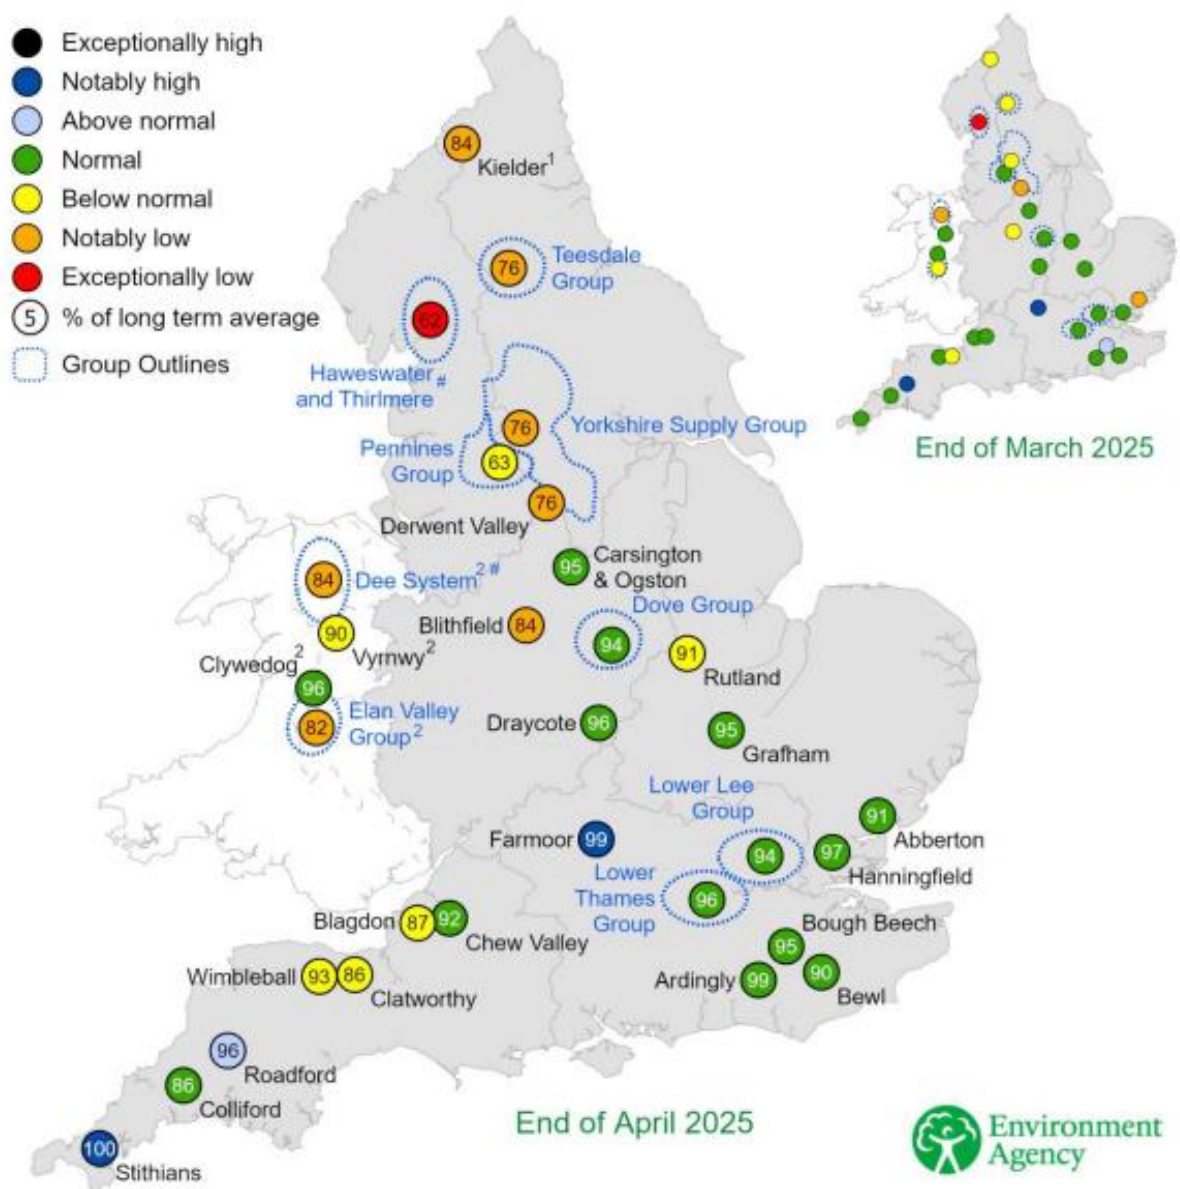 Exceptionally high
Notably high
Above normal
Normal
Below normal
Notably low
Exceptionally low
5 % of long term average
Group Outlines
84
Kielder1
76
Teesdale
Group
62
Haweswater #
and Thirlmere
76
Yorkshire Supply Group
Pennines
Group
63
76
Derwent Valley
95
Carsington
& Ogston
84
Dee System2 #
Dove Group
Blithfield 84
94
90
Vyrnwy2
91
Rutland
Clywedog2
96
Elan Valley
Group2
82
Draycote 96
95
Grafham
Lower Lee
Group
94
91
Abberton
Farmoor 99
97
Hanningfield
Lower
Thames
Group
96
Bough Beech
95
Blagdon 87
92
Chew Valley
Ardingly 99
90
Bewl
Wimbleball 93
86
Clatworthy
96
Roadford
86
Colliford
100
Stithians
End of March 2025
End of April 2025
Environment
Agency